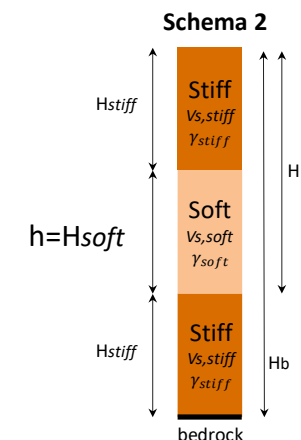 Schema 2
Hstiff
Stiff
Vs,stiff
γstiff
H
h=Hsoft
Soft
Vs,soft
γsoft
Hstiff
Stiff
Vs,stiff
γstiff
Hb
bedrock